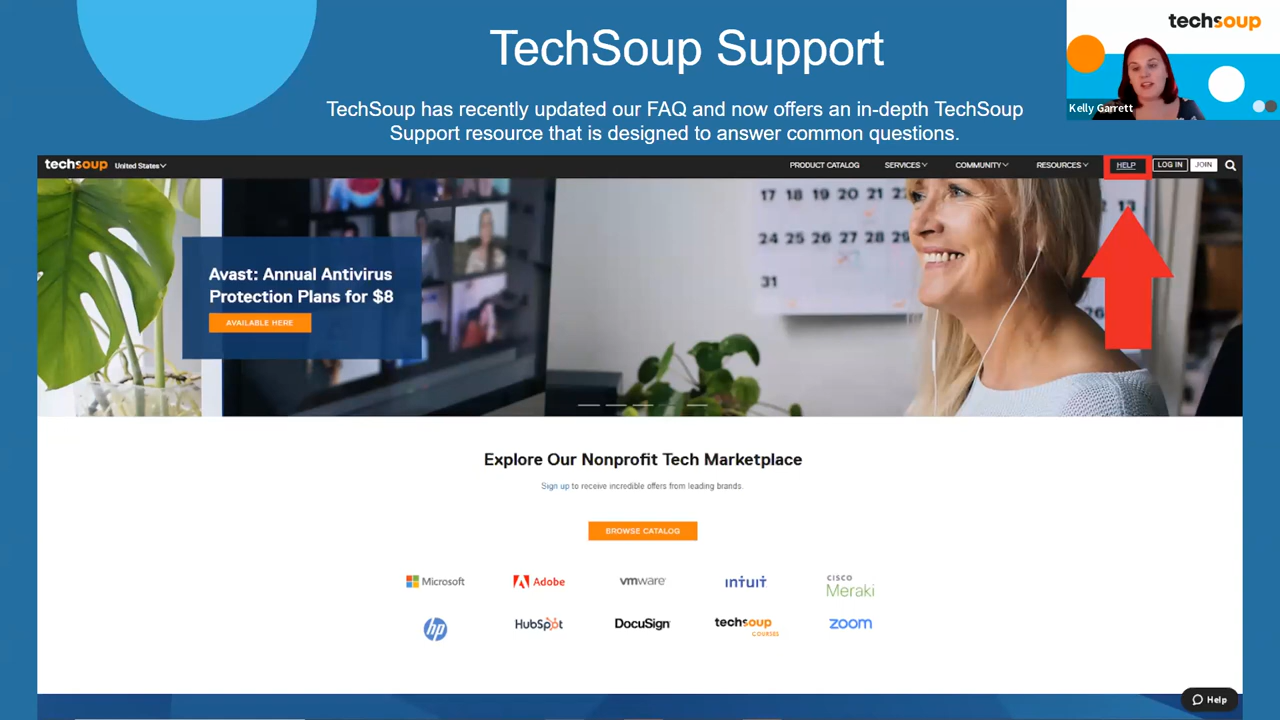 TechSoup Support
TechSoup has recently updated our FAQ and now offers an in-depth TechSoup
Support resource that is designed to answer common questions.
techsoup
Kelly Garrett
techsoup United States
PRODUCT CATALOG SERVICES COMMUNITY RESOURCES HELP LOG IN JOIN
17 18 19 20 21 22
13
24 25 26 27 28 29
31
26
Avast: Annual Antivirus
Protection Plans for $8
AVAILABLE HERE
Explore Our Nonprofit Tech Marketplace
Sign up to receive incredible offers from leading brands.
BROWSE CATALOG
Microsoft Adobe vmware intuit CISCO Meraki
hp HubSpot DocuSign techsoup COURSES zoom
Help